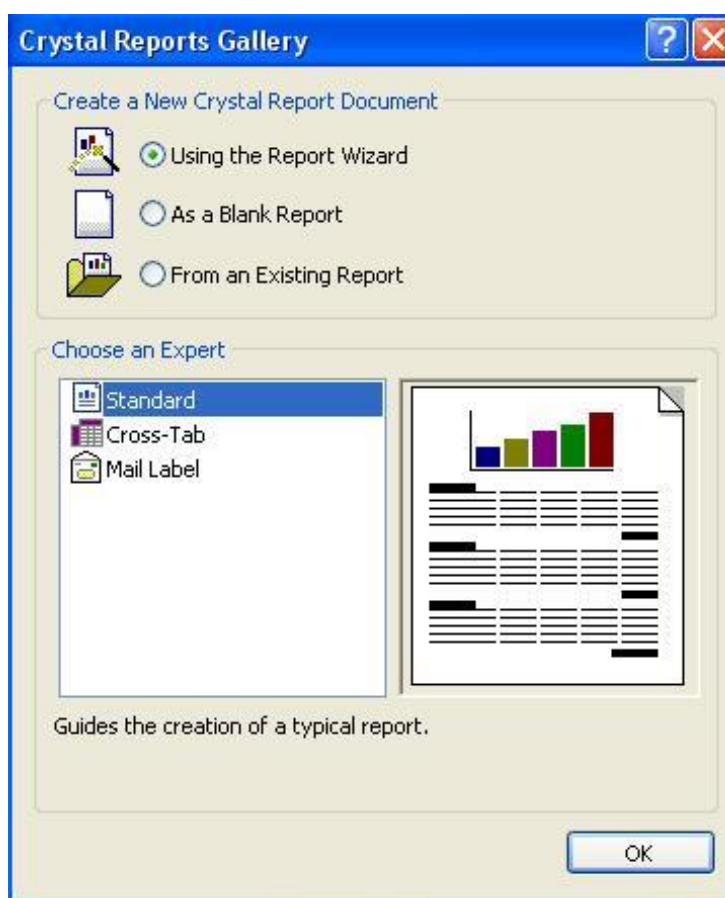 Crystal Reports Gallery
Create a New Crystal Report Document
Using the Report Wizard
As a Blank Report
From an Existing Report
Choose an Expert
Standard
Cross-Tab
Mail Label
Guides the creation of a typical report.
OK